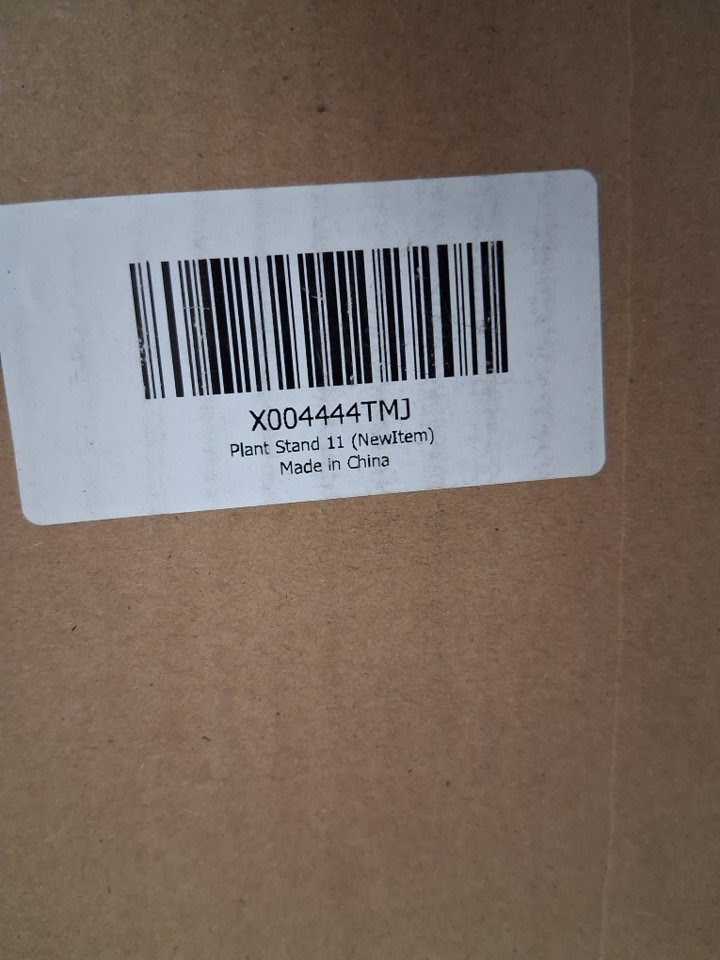 X004444TMJ
Plant Stand 11 (NewItem)
Made in China